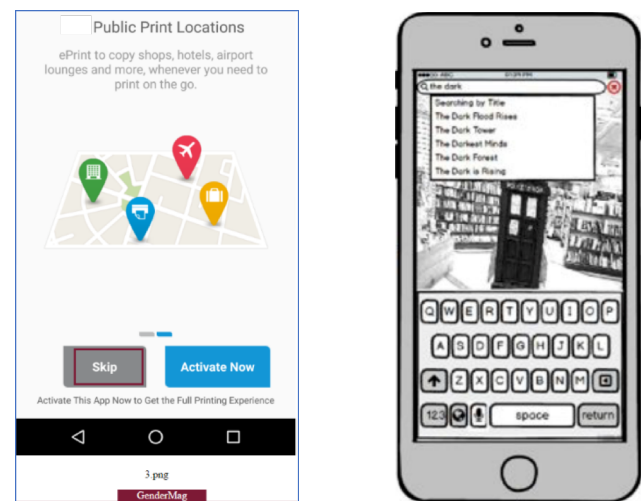 Public Print Locations
ePrint to copy shops, hotels, airport
lounges and more, whenever you need to
print on the go.
Skip
Activate Now
Activate This App Now to Get the Full Printing Experience
3.png
GenderMag
the dark
Searching by Title
The Dark Flood Rises
The Dark Tower
The Darkest Minds
The Dark Forest
The Dark is Rising
Q W E R T Y U I O P
A S D F G H J K L
Z X C V B N M
123 space return